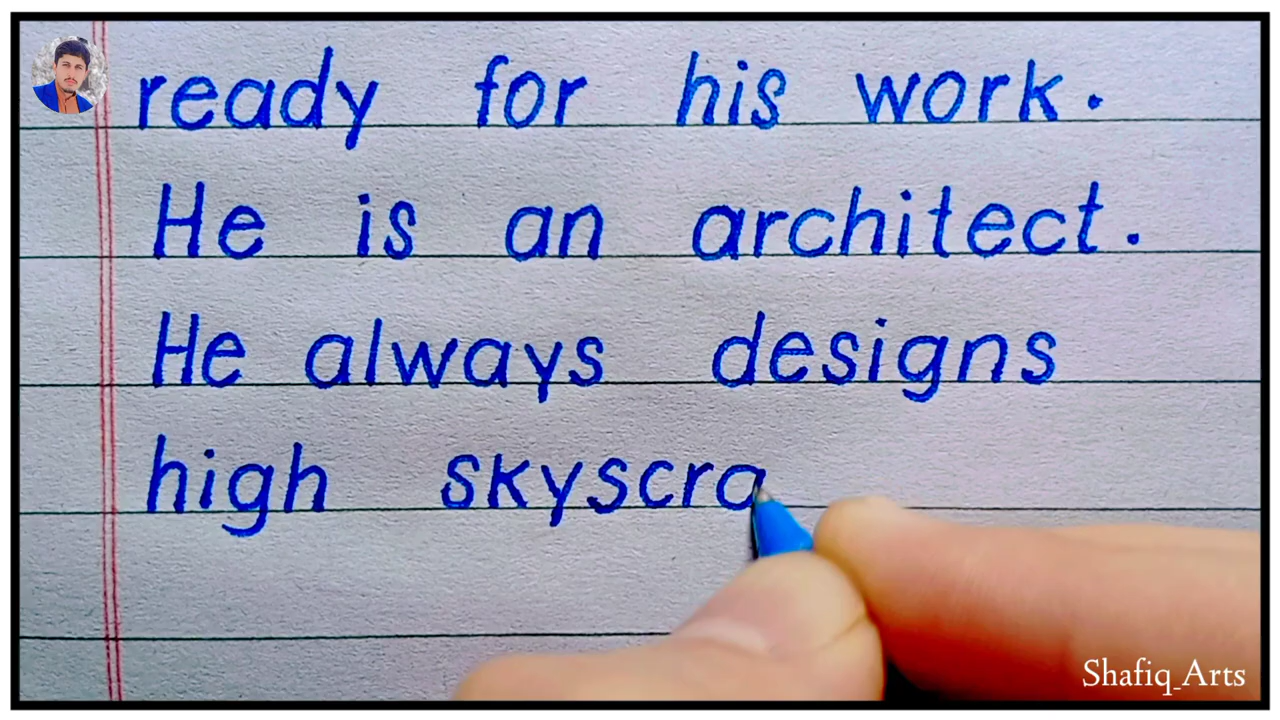 ready for his work.
He is an architect.
He always designs
high skyscra
Shafiq_Arts